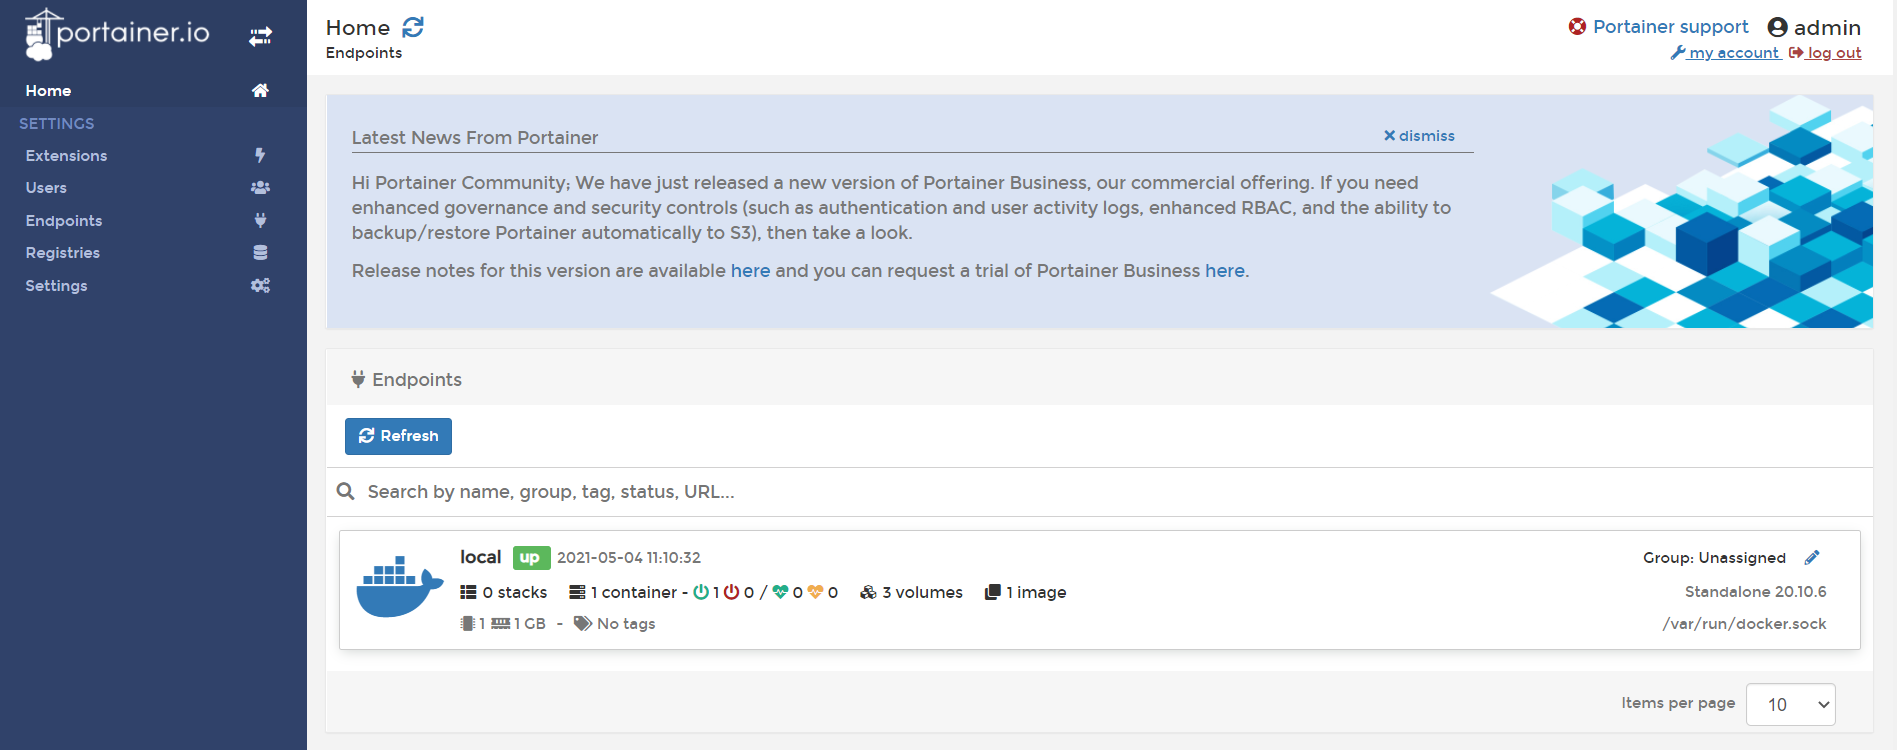 portainer.io
Home
SETTINGS
Extensions
Users
Endpoints
Registries
Settings
Home
Endpoints
Portainer support admin
my account log out
Latest News From Portainer
dismiss
Hi Portainer Community; We have just released a new version of Portainer Business, our commercial offering. If you need
enhanced governance and security controls (such as authentication and user activity logs, enhanced RBAC, and the ability to
backup/restore Portainer automatically to S3), then take a look.
Release notes for this version are available here and you can request a trial of Portainer Business here.
Endpoints
Refresh
Search by name, group, tag, status, URL...
local up 2021-05-04 11:10:32
Group: Unassigned
0 stacks 1 container - 1 0 / 0 0 3 volumes 1 image
Standalone 20.10.6
1 1 GB - No tags
/var/run/docker.sock
Items per page 10